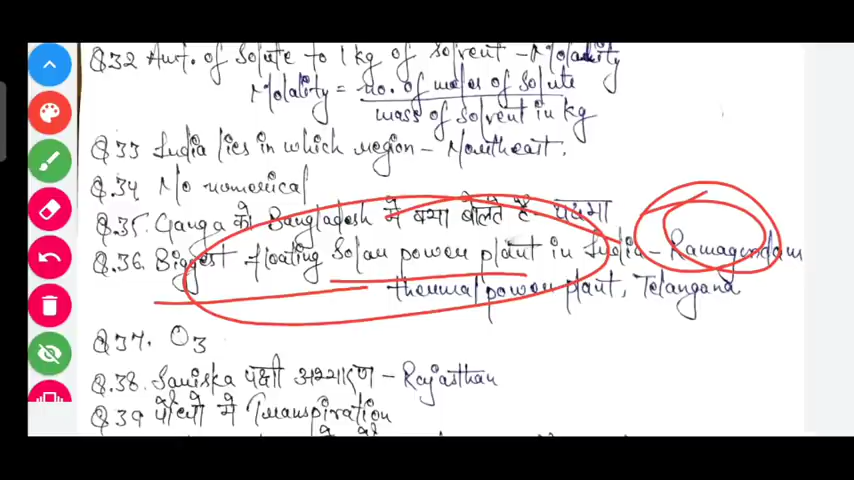 Q.32 Amt. of Solute to 1 kg of Solvent - Molality
Molality = no. of moles of Solute
mass of Solvent in kg
Q.33 India lies in which region - Northeast.
Q.34 No numerical
Q.35. Ganga को Bangladesh में क्या बोलते हैं - पद्मा
Q.36. Biggest floating Solar power plant in India - Ramagundam
thermal power plant, Telangana
Q.37. O3
Q.38. Sariska पक्षी अभ्यारण - Rajasthan
Q.39 पौधों में Transpiration